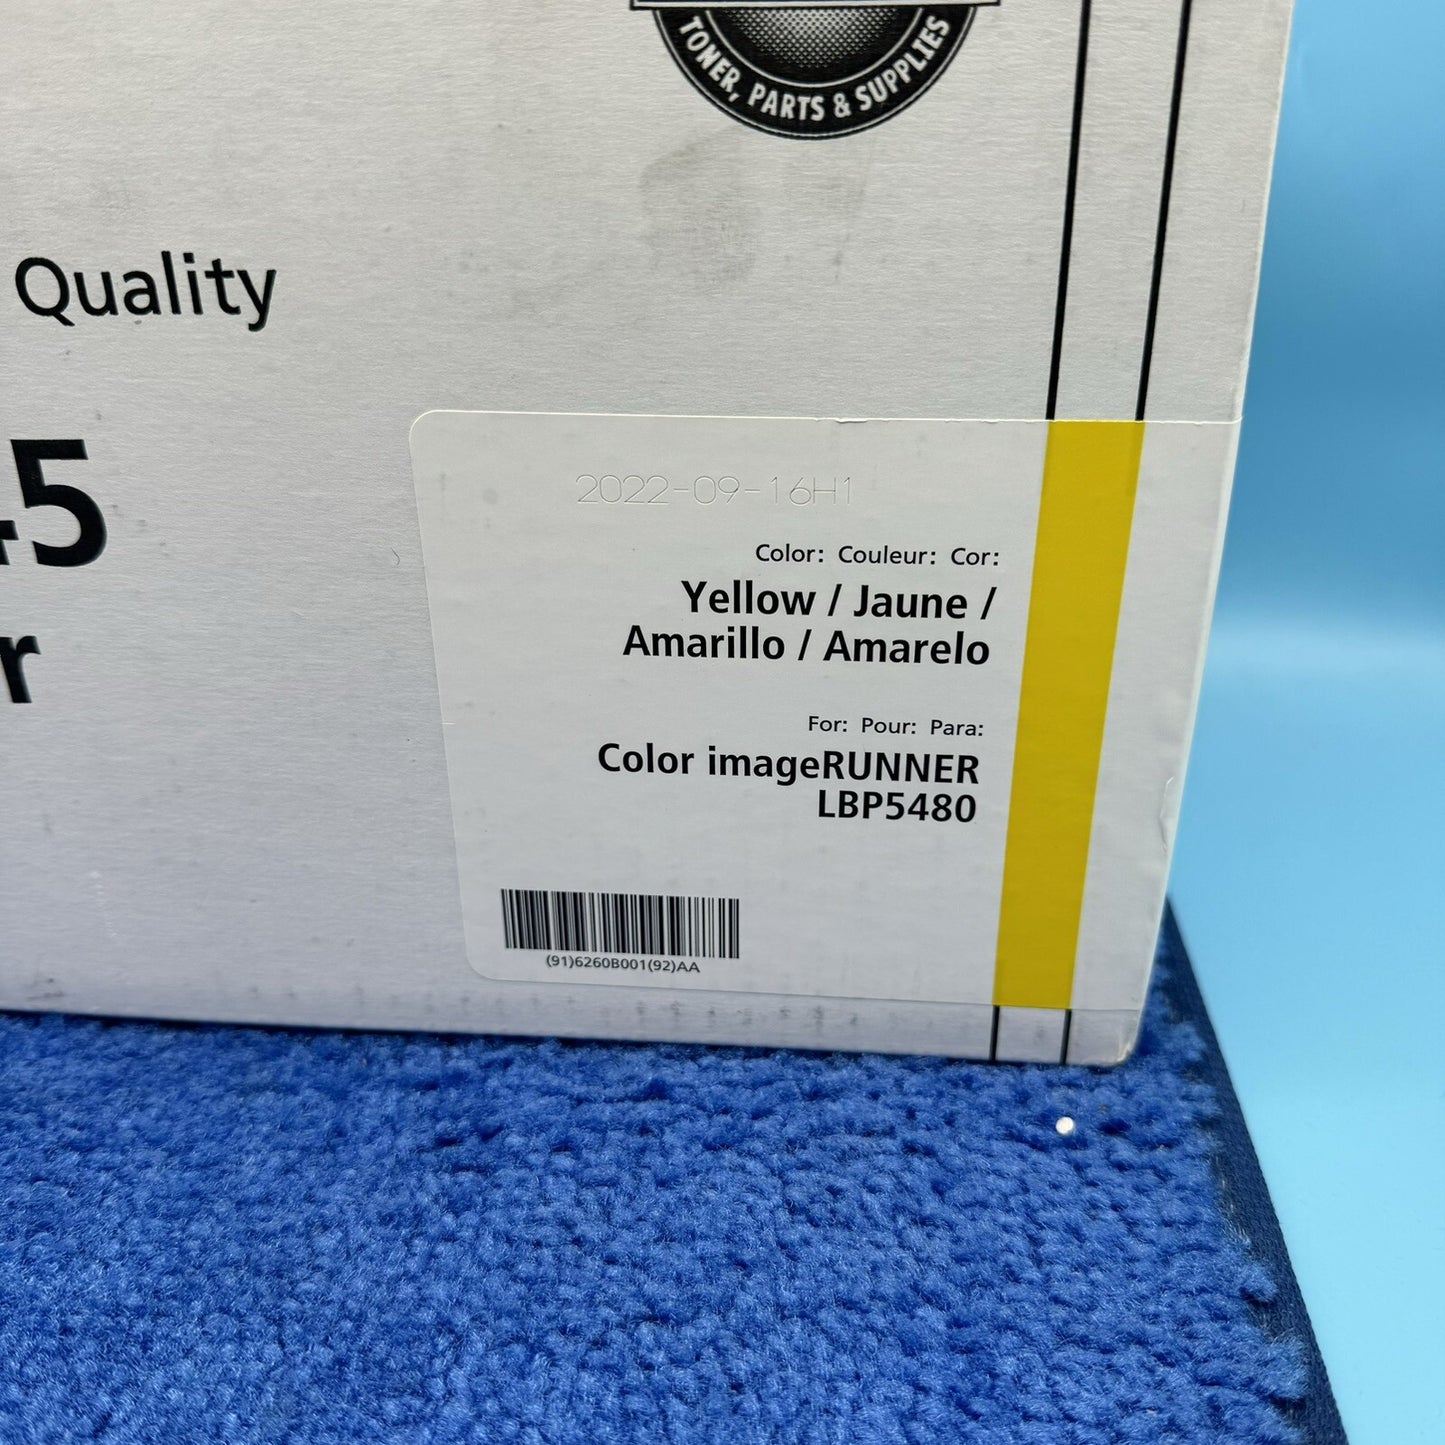 TONER, PARTS & SUPPLIES
Quality
45
r
2022-09-16H1
Color: Couleur: Cor:
Yellow / Jaune /
Amarillo / Amarelo
For: Pour: Para:
Color imageRUNNER
LBP5480
(91)6260B001(92)AA